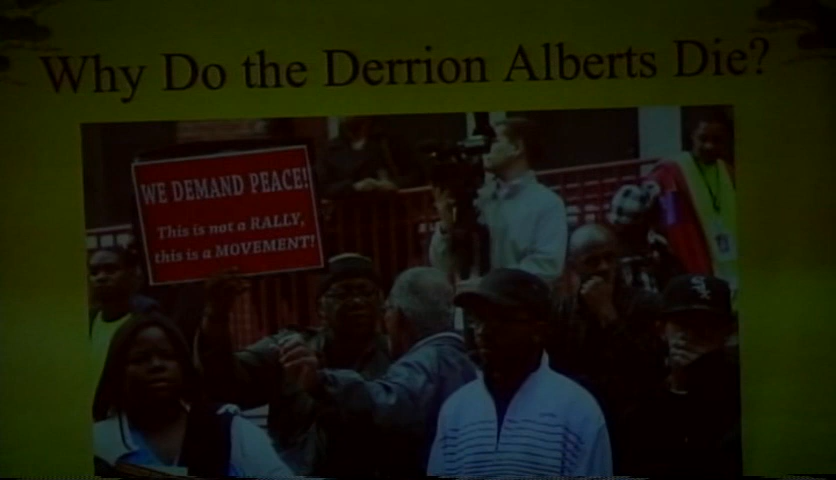 Why Do the Derrion Alberts Die?
WE DEMAND PEACE!
This is not a RALLY,
this is a MOVEMENT!